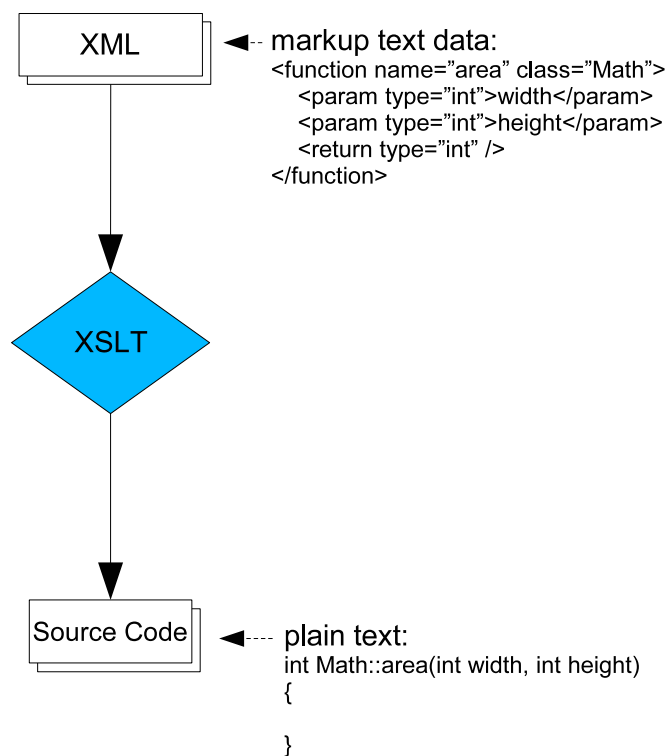 XML
markup text data:
<function name=”area” class=”Math”>
<param type=”int”>width</param>
<param type=”int”>height</param>
<return type=”int” />
</function>
XSLT
Source Code
plain text:
int Math::area(int width, int height)
{
}